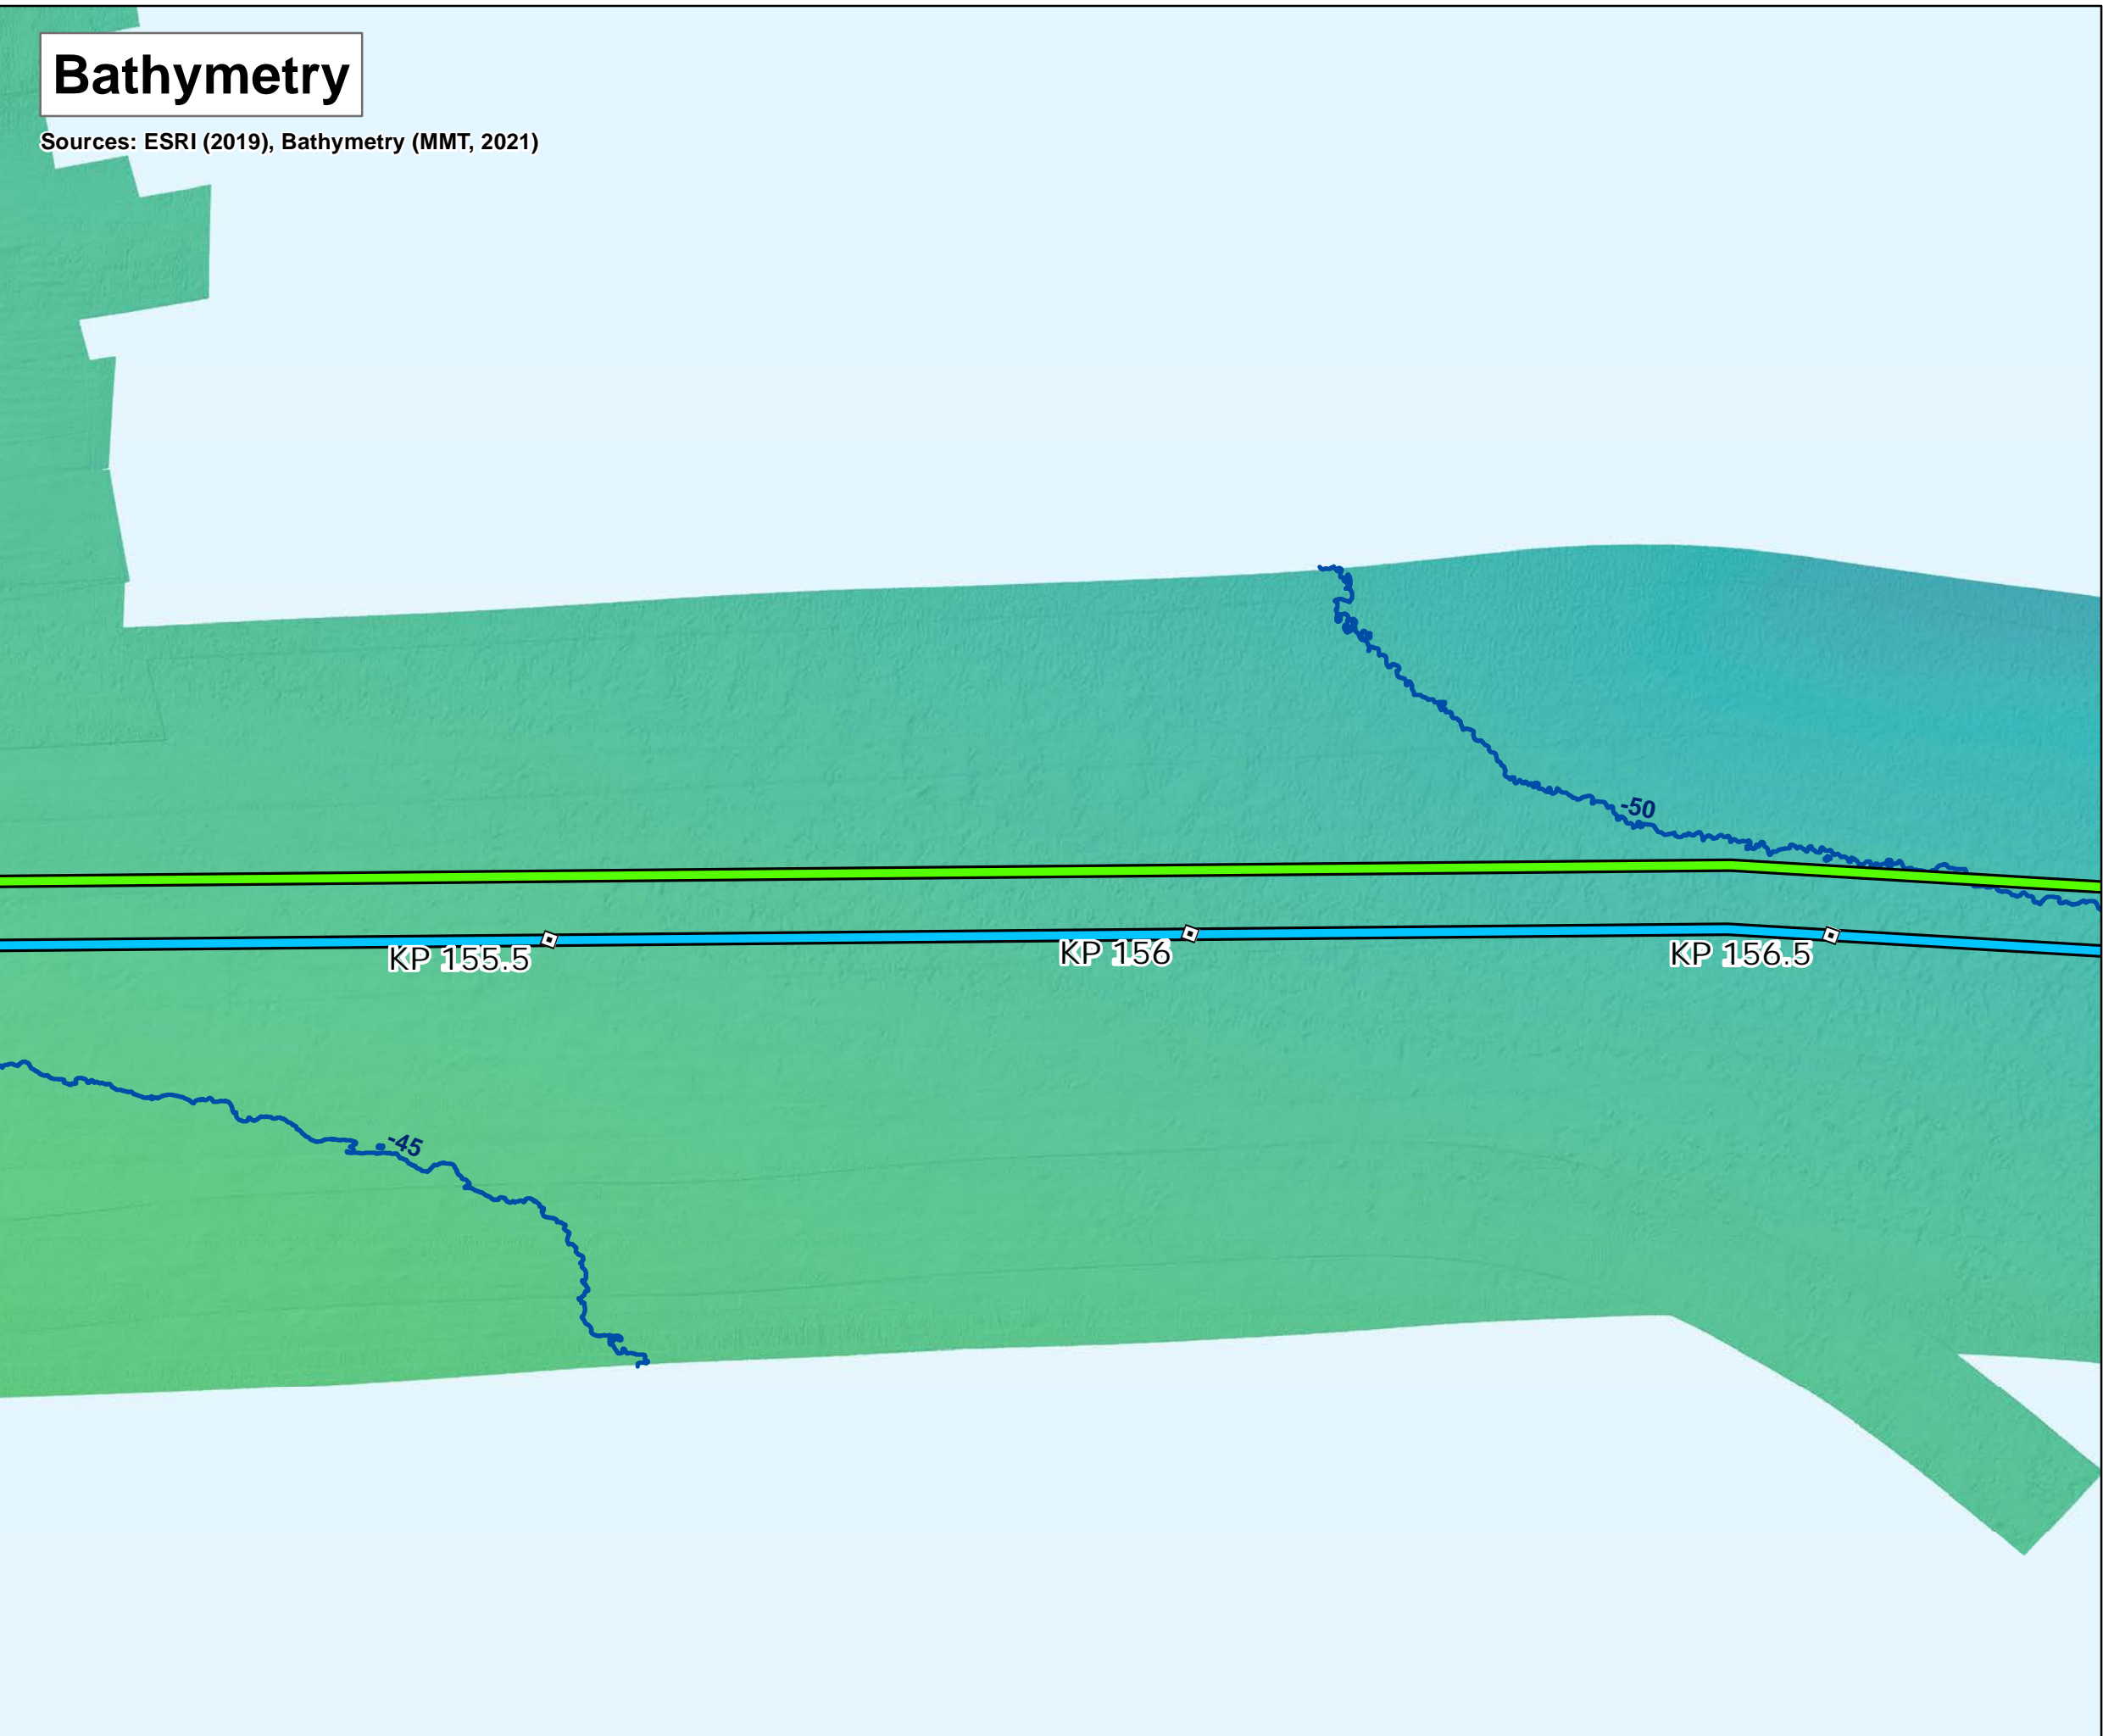 Bathymetry
Sources: ESRI (2019), Bathymetry (MMT, 2021)
-50
KP 155.5
KP 156
KP 156.5
-45